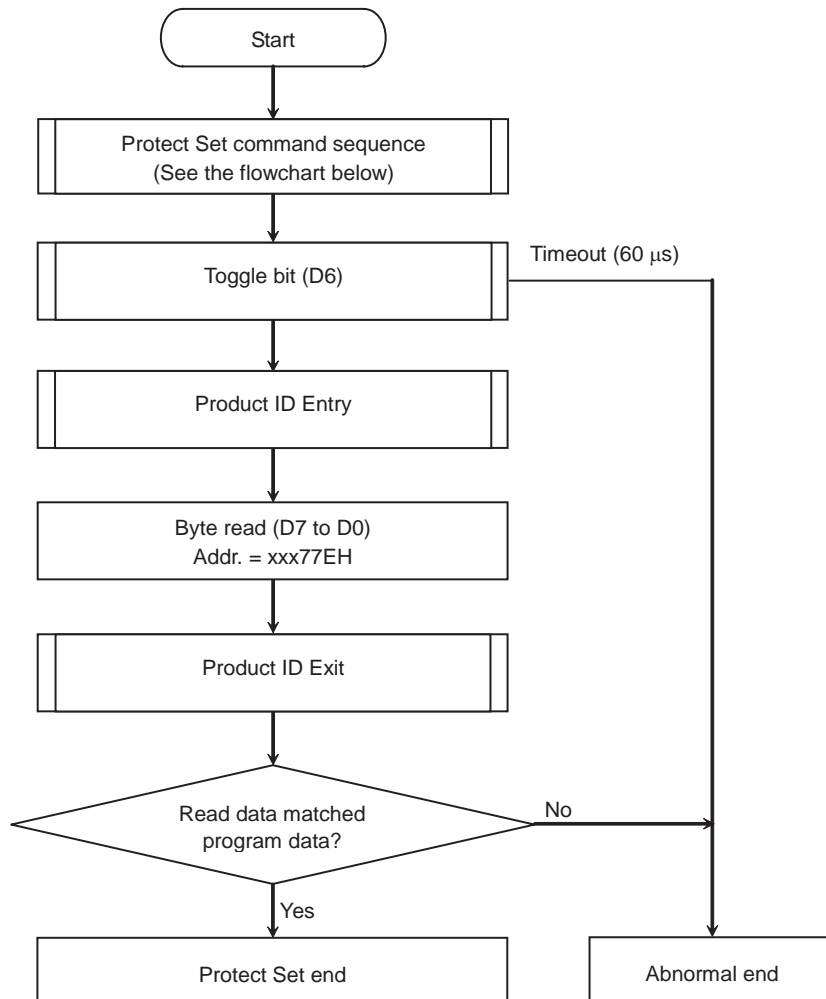 Start
Protect Set command sequence
(See the flowchart below)
Timeout (60 μs)
Toggle bit (D6)
Product ID Entry
Byte read (D7 to D0)
Addr. = xxx77EH
Product ID Exit
No
Read data matched
program data?
Yes
Protect Set end
Abnormal end